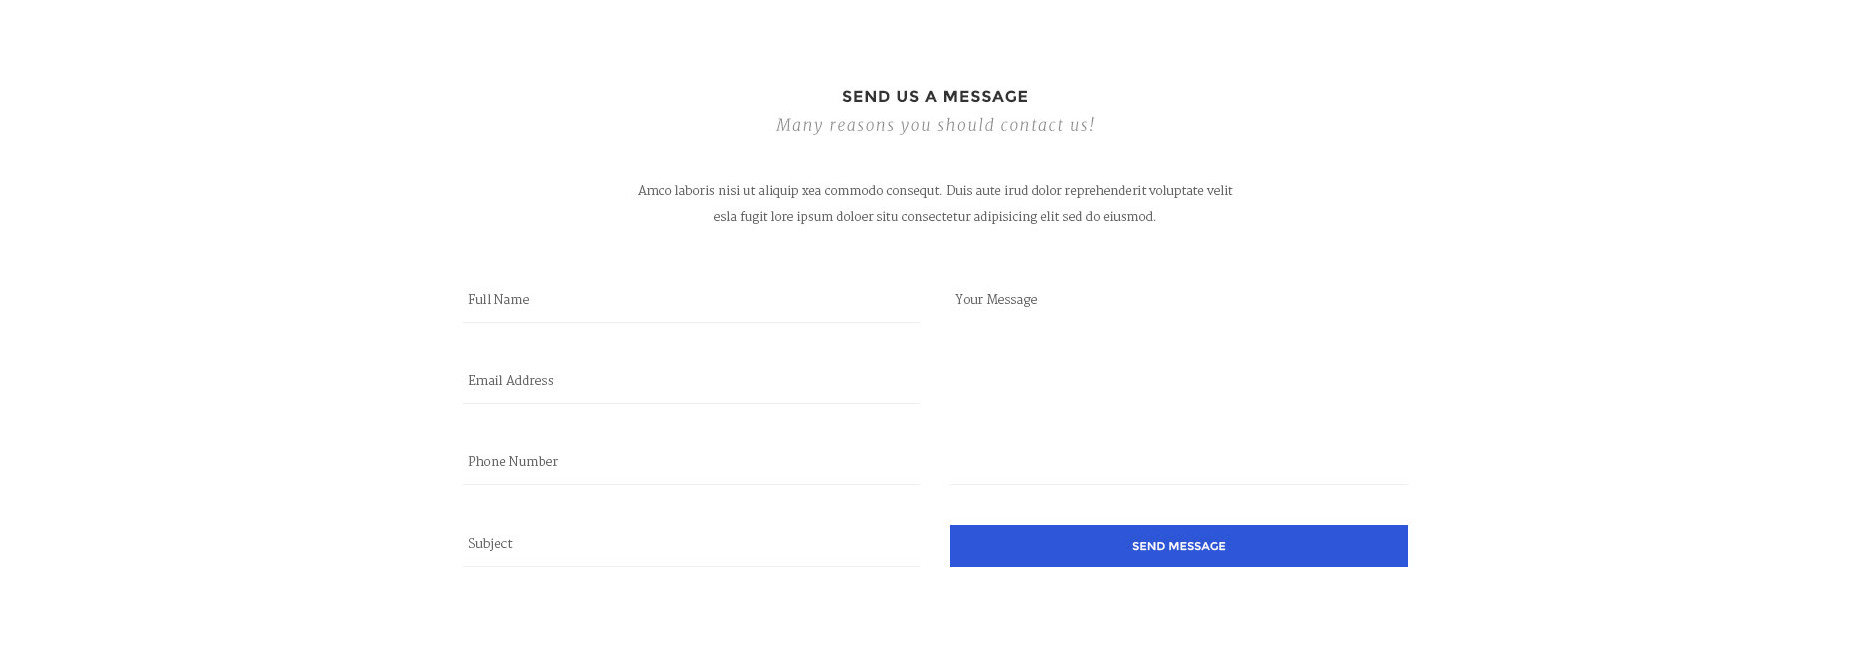 SEND US A MESSAGE
Many reasons you should contact us!
Amco laboris nisi ut aliquip xea commodo consequt. Duis aute irud dolor reprehenderit voluptate velit
esla fugit lore ipsum doloer situ consectetur adipisicing elit sed do eiusmod.
Full Name
Email Address
Phone Number
Subject
Your Message
SEND MESSAGE